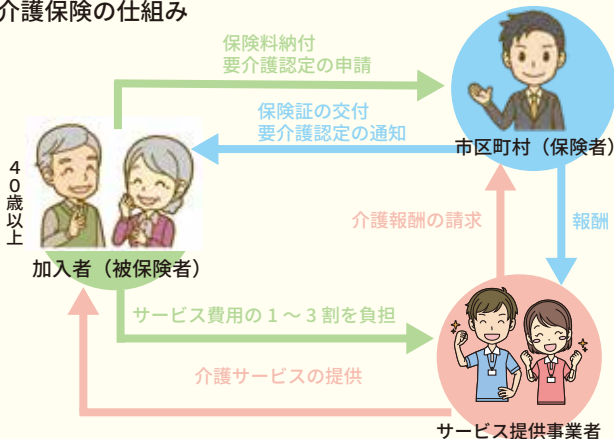 介護保険の仕組み
保険料納付
要介護認定の申請
保険証の交付
要介護認定の通知
市区町村（保険者）
40歳以上
介護報酬の請求
報酬
加入者（被保険者）
サービス費用の1～3割を負担
介護サービスの提供
サービス提供事業者